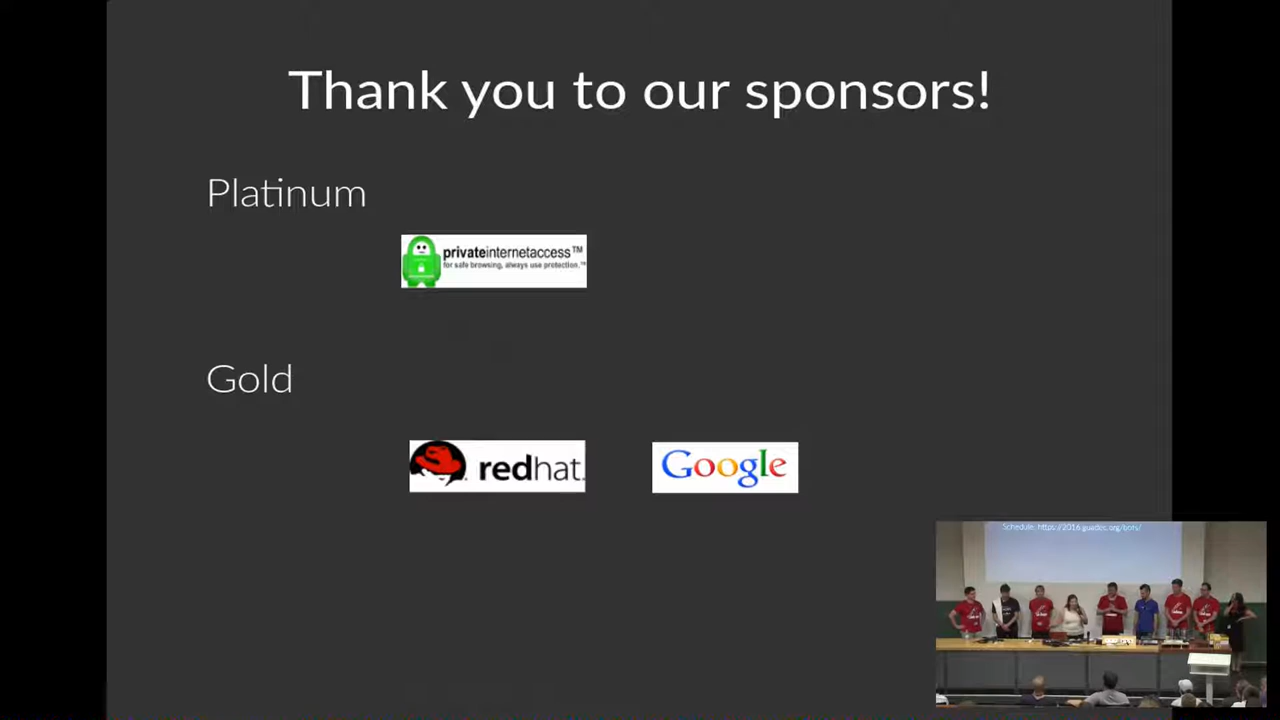 Thank you to our sponsors!
Platinum
privateinternetaccess™
for safe browsing, always use protection.™
Gold
redhat.
Google
Schedule: https://2016.guadec.org/bofs/